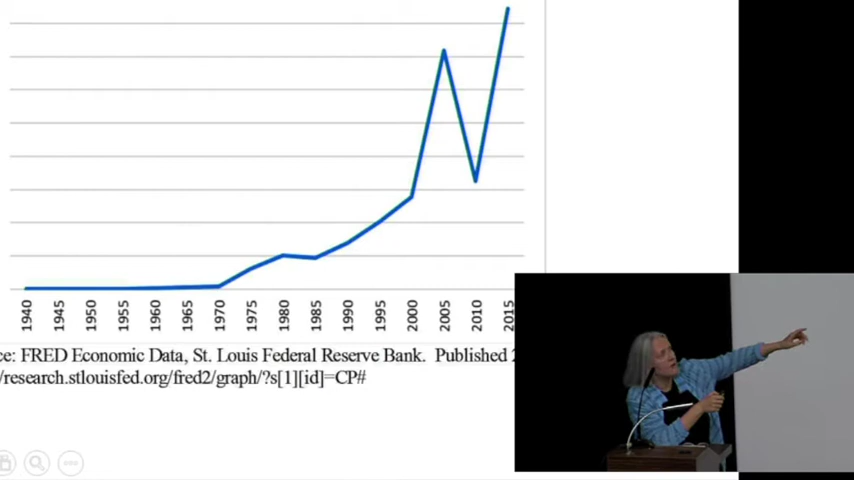 1940 1945 1950 1955 1960 1965 1970 1975 1980 1985 1990 1995 2000 2005 2010 2015
ce: FRED Economic Data, St. Louis Federal Reserve Bank. Published 2
/research.stlouisfed.org/fred2/graph/?s[1][id]=CP#